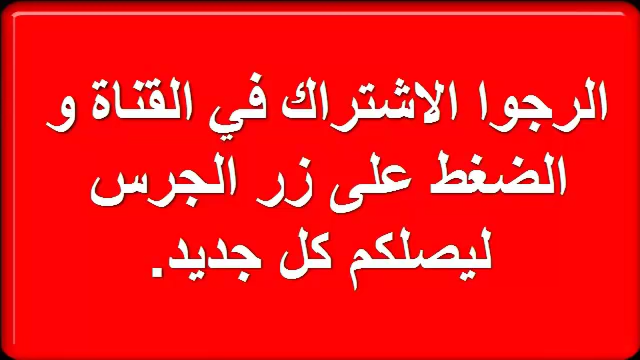 الرجوا الاشتراك في القناة و
الضغط على زر الجرس
ليصلكم كل جديد.